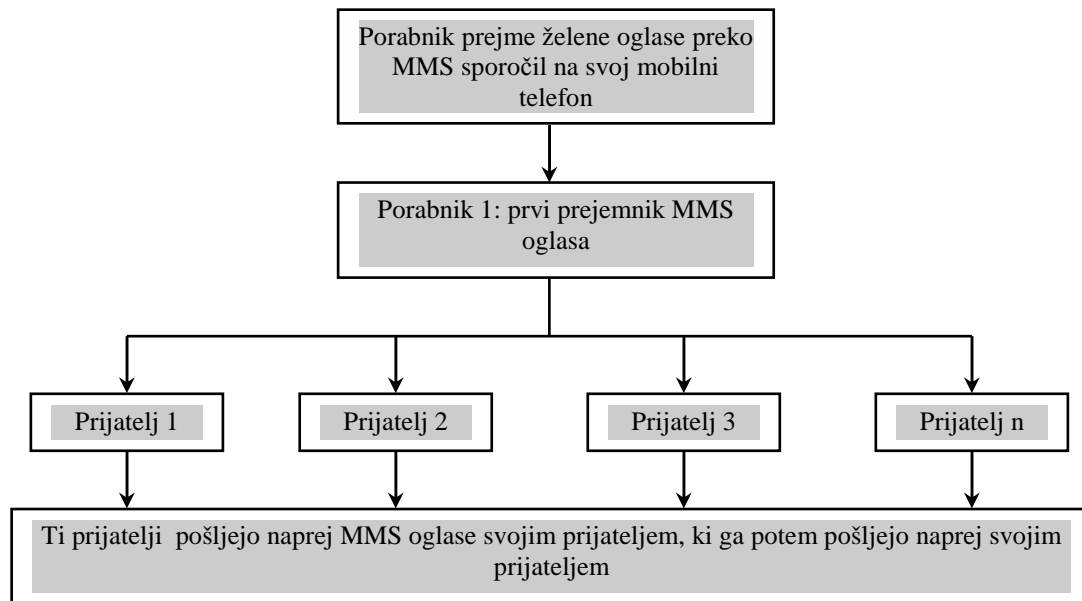 Porabnik prejme želene oglase preko
MMS sporočil na svoj mobilni
telefon
Porabnik 1: prvi prejemnik MMS
oglasa
Prijatelj 1
Prijatelj 2
Prijatelj 3
Prijatelj n
Ti prijatelji  pošljejo naprej MMS oglase svojim prijateljem, ki ga potem pošljejo naprej svojim
prijateljem